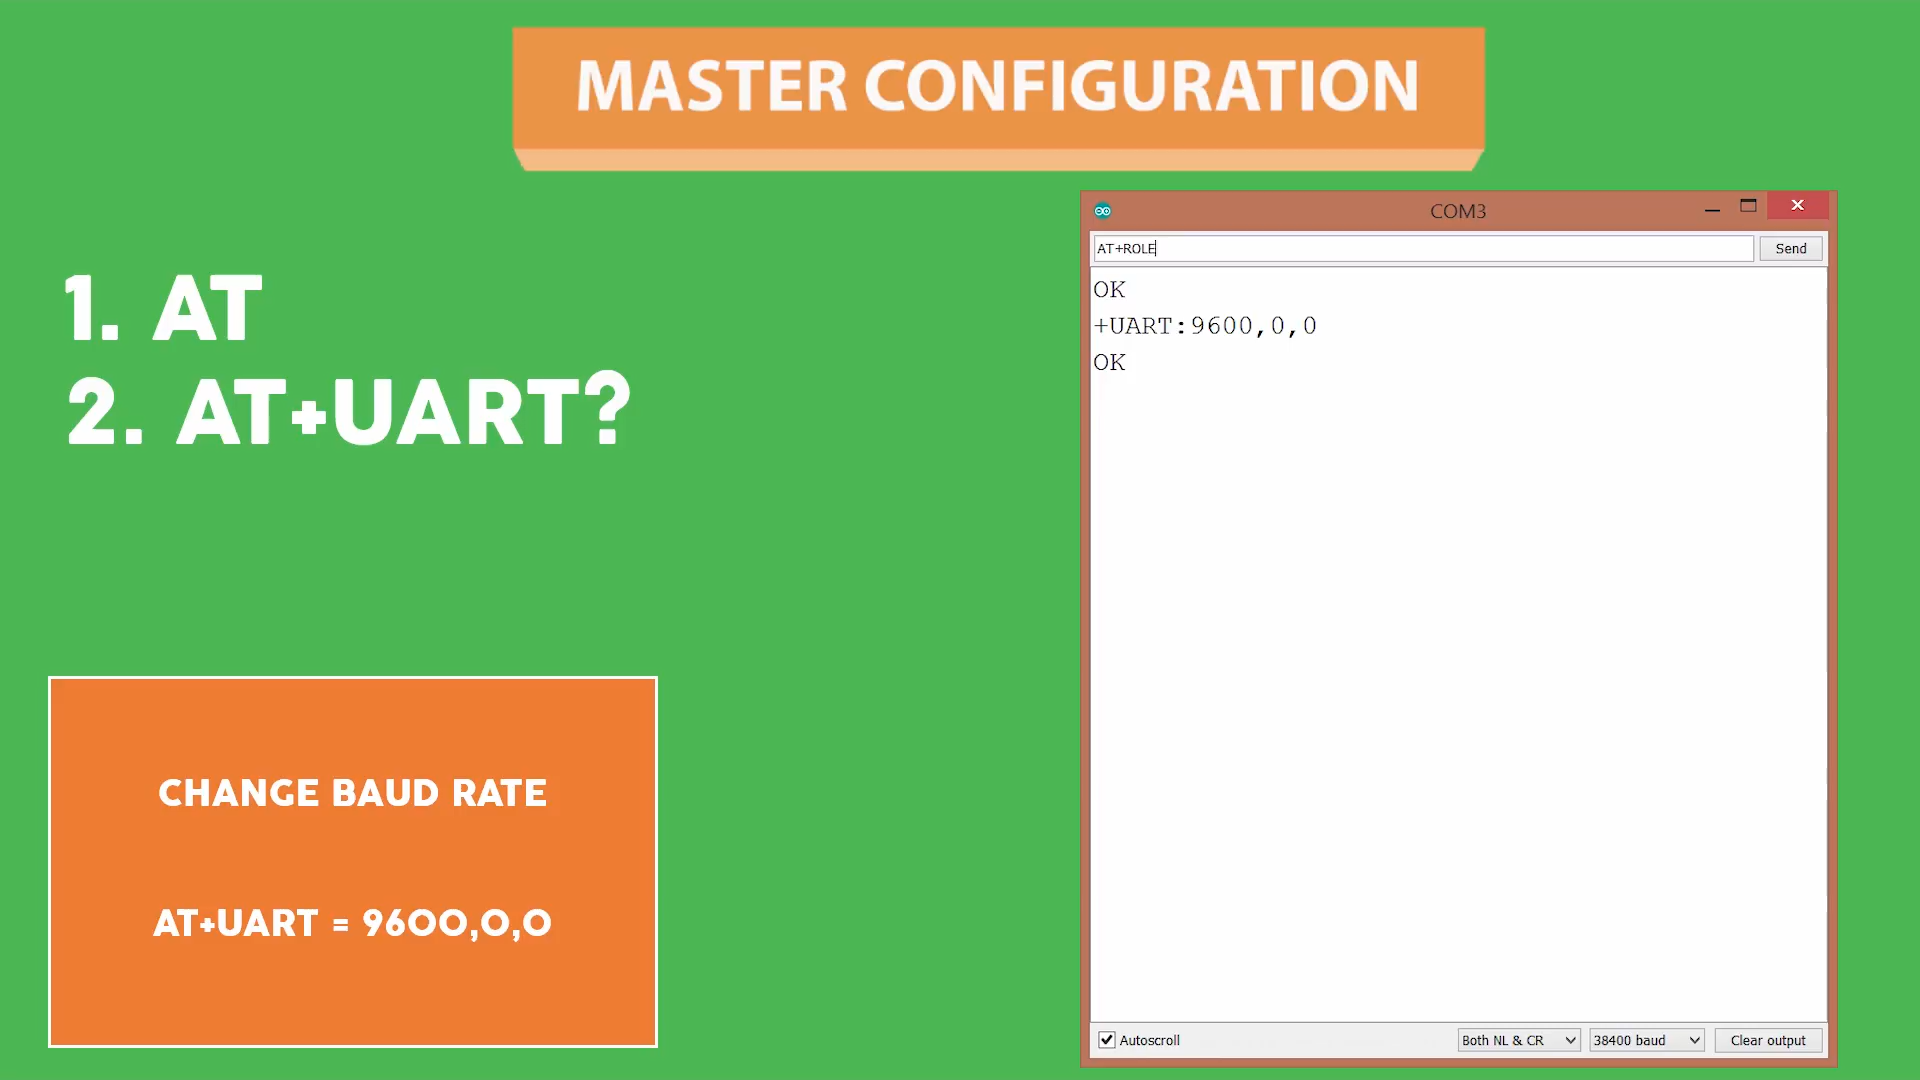 MASTER CONFIGURATION
1. AT
2. AT+UART?
CHANGE BAUD RATE
AT+UART = 9600,0,0
COM3
AT+ROLE
Send
OK
+UART:9600,0,0
OK
Autoscroll
Both NL & CR
38400 baud
Clear output